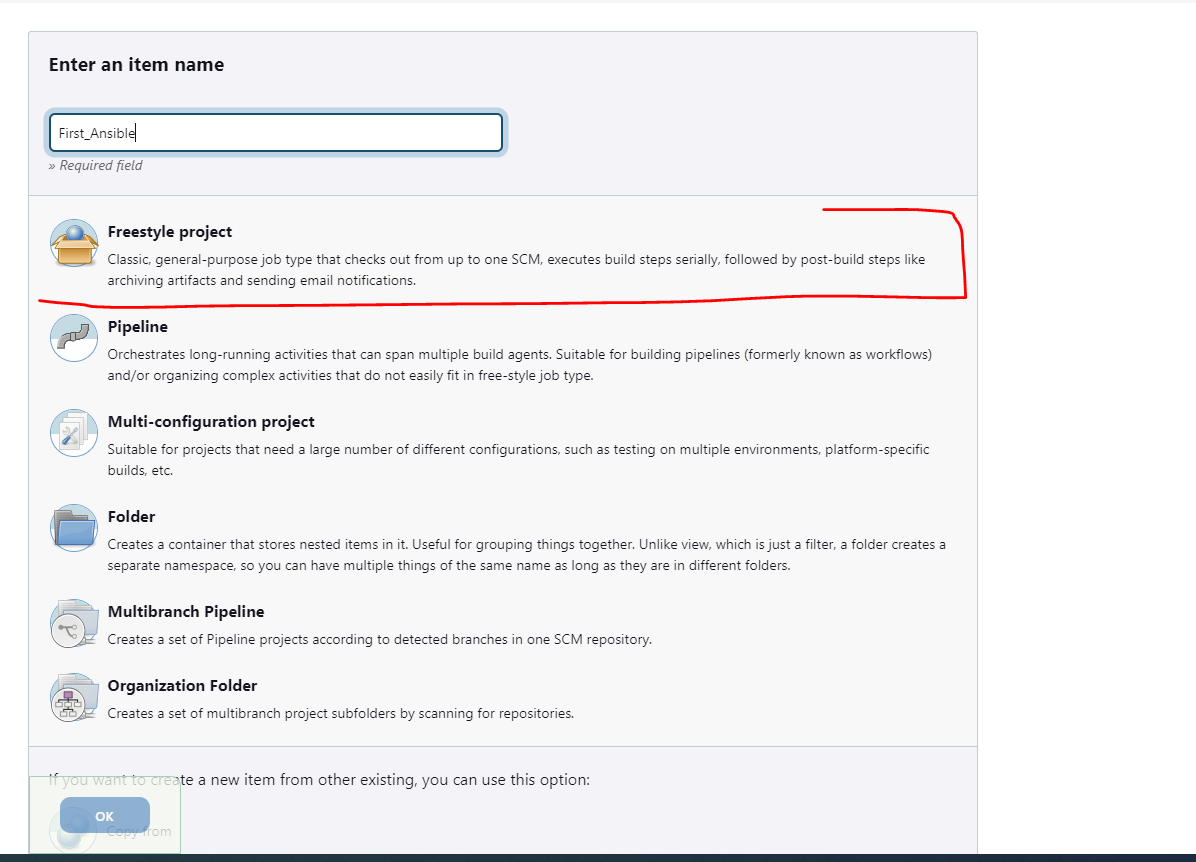 Enter an item name
First_Ansible
» Required field
Freestyle project
Classic, general-purpose job type that checks out from up to one SCM, executes build steps serially, followed by post-build steps like
archiving artifacts and sending email notifications.
Pipeline
Orchestrates long-running activities that can span multiple build agents. Suitable for building pipelines (formerly known as workflows)
and/or organizing complex activities that do not easily fit in free-style job type.
Multi-configuration project
Suitable for projects that need a large number of different configurations, such as testing on multiple environments, platform-specific
builds, etc.
Folder
Creates a container that stores nested items in it. Useful for grouping things together. Unlike view, which is just a filter, a folder creates a
separate namespace, so you can have multiple things of the same name as long as they are in different folders.
Multibranch Pipeline
Creates a set of Pipeline projects according to detected branches in one SCM repository.
Organization Folder
Creates a set of multibranch project subfolders by scanning for repositories.
If you want to create a new item from other existing, you can use this option:
OK
Copy from